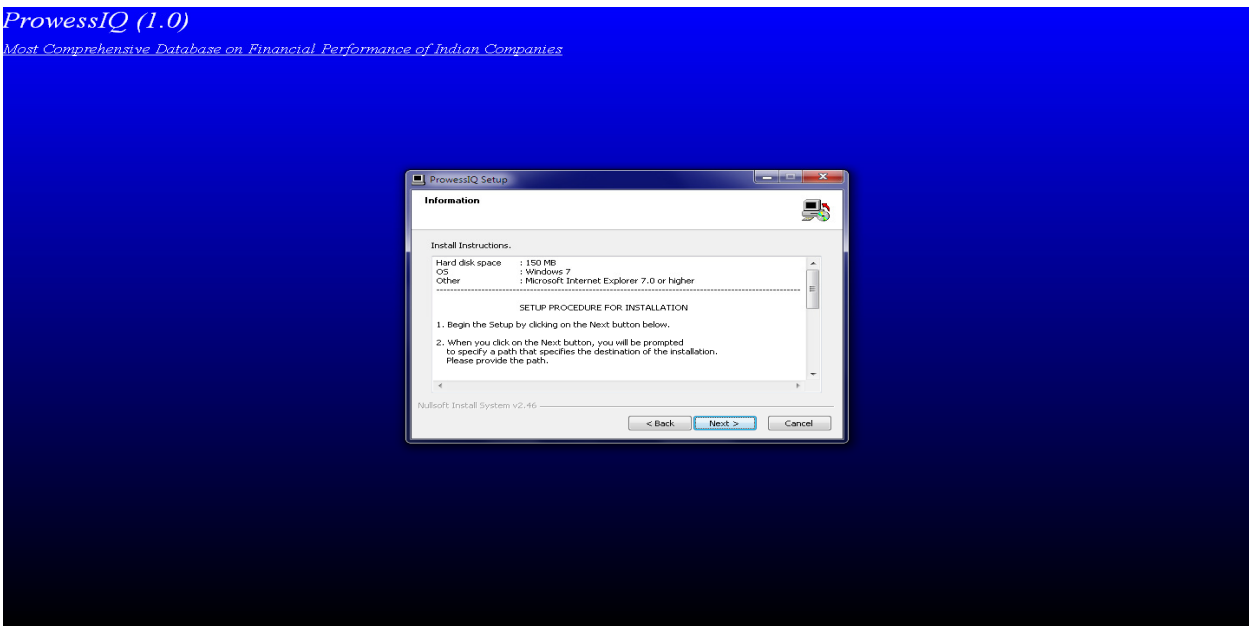 ProwessIQ (1.0)
Most Comprehensive Database on Financial Performance of Indian Companies
ProwessIQ Setup
Information
Install Instructions.
Hard disk space : 150 MB
OS : Windows 7
Other : Microsoft Internet Explorer 7.0 or higher
--------------------------------------------------------------------------------
SETUP PROCEDURE FOR INSTALLATION
1. Begin the Setup by clicking on the Next button below.
2. When you click on the Next button, you will be prompted
to specify a path that specifies the destination of the installation.
Please provide the path.
Nullsoft Install System v2.46
< Back Next > Cancel